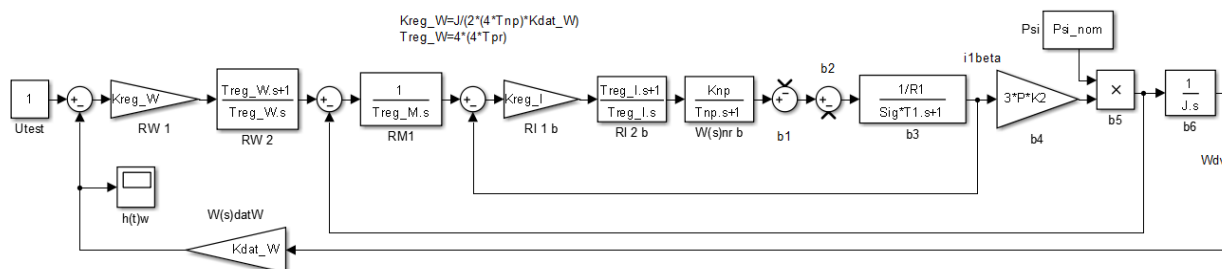 Kreg_W=J/(2*(4*Tnp)*Kdat_W)
Treg_W=4*(4*Tpr)
Psi
Psi_nom
i1beta
b2
1
Utest
Kreg_W
RW 1
Treg_W.s+1
Treg_W.s
RW 2
1
Treg_M.s
RM1
Kreg_I
RI 1 b
Treg_I.s+1
Treg_I.s
RI 2 b
Knp
Tnp.s+1
W(s)nr b
b1
1/R1
Sig*T1.s+1
b3
3*P*K2
b4
×
b5
1
J.s
b6
Wdv
h(t)w
W(s)datW
Kdat_W